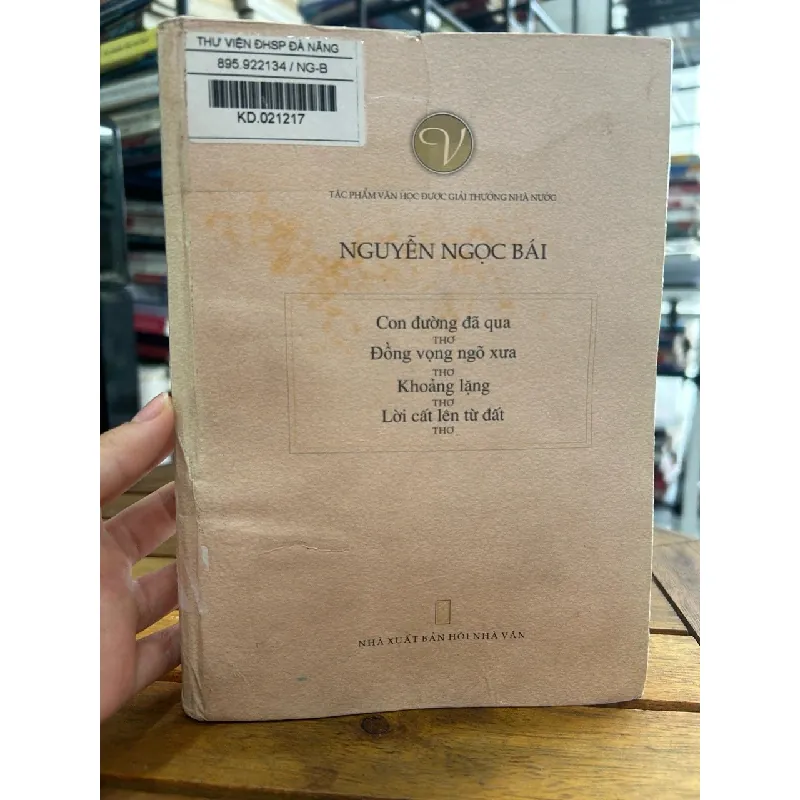 THƯ VIỆN ĐHSP ĐÀ NẴNG
895.922134 / NG-B
KD.021217
V
TÁC PHẨM VĂN HỌC ĐƯỢC GIẢI THƯỞNG NHÀ NƯỚC
NGUYỄN NGỌC BÁI
Con đường đã qua
THƠ
Đồng vọng ngõ xưa
THƠ
Khoảng lặng
THƠ
Lời cất lên từ đất
THƠ
NHÀ XUẤT BẢN HỘI NHÀ VĂN